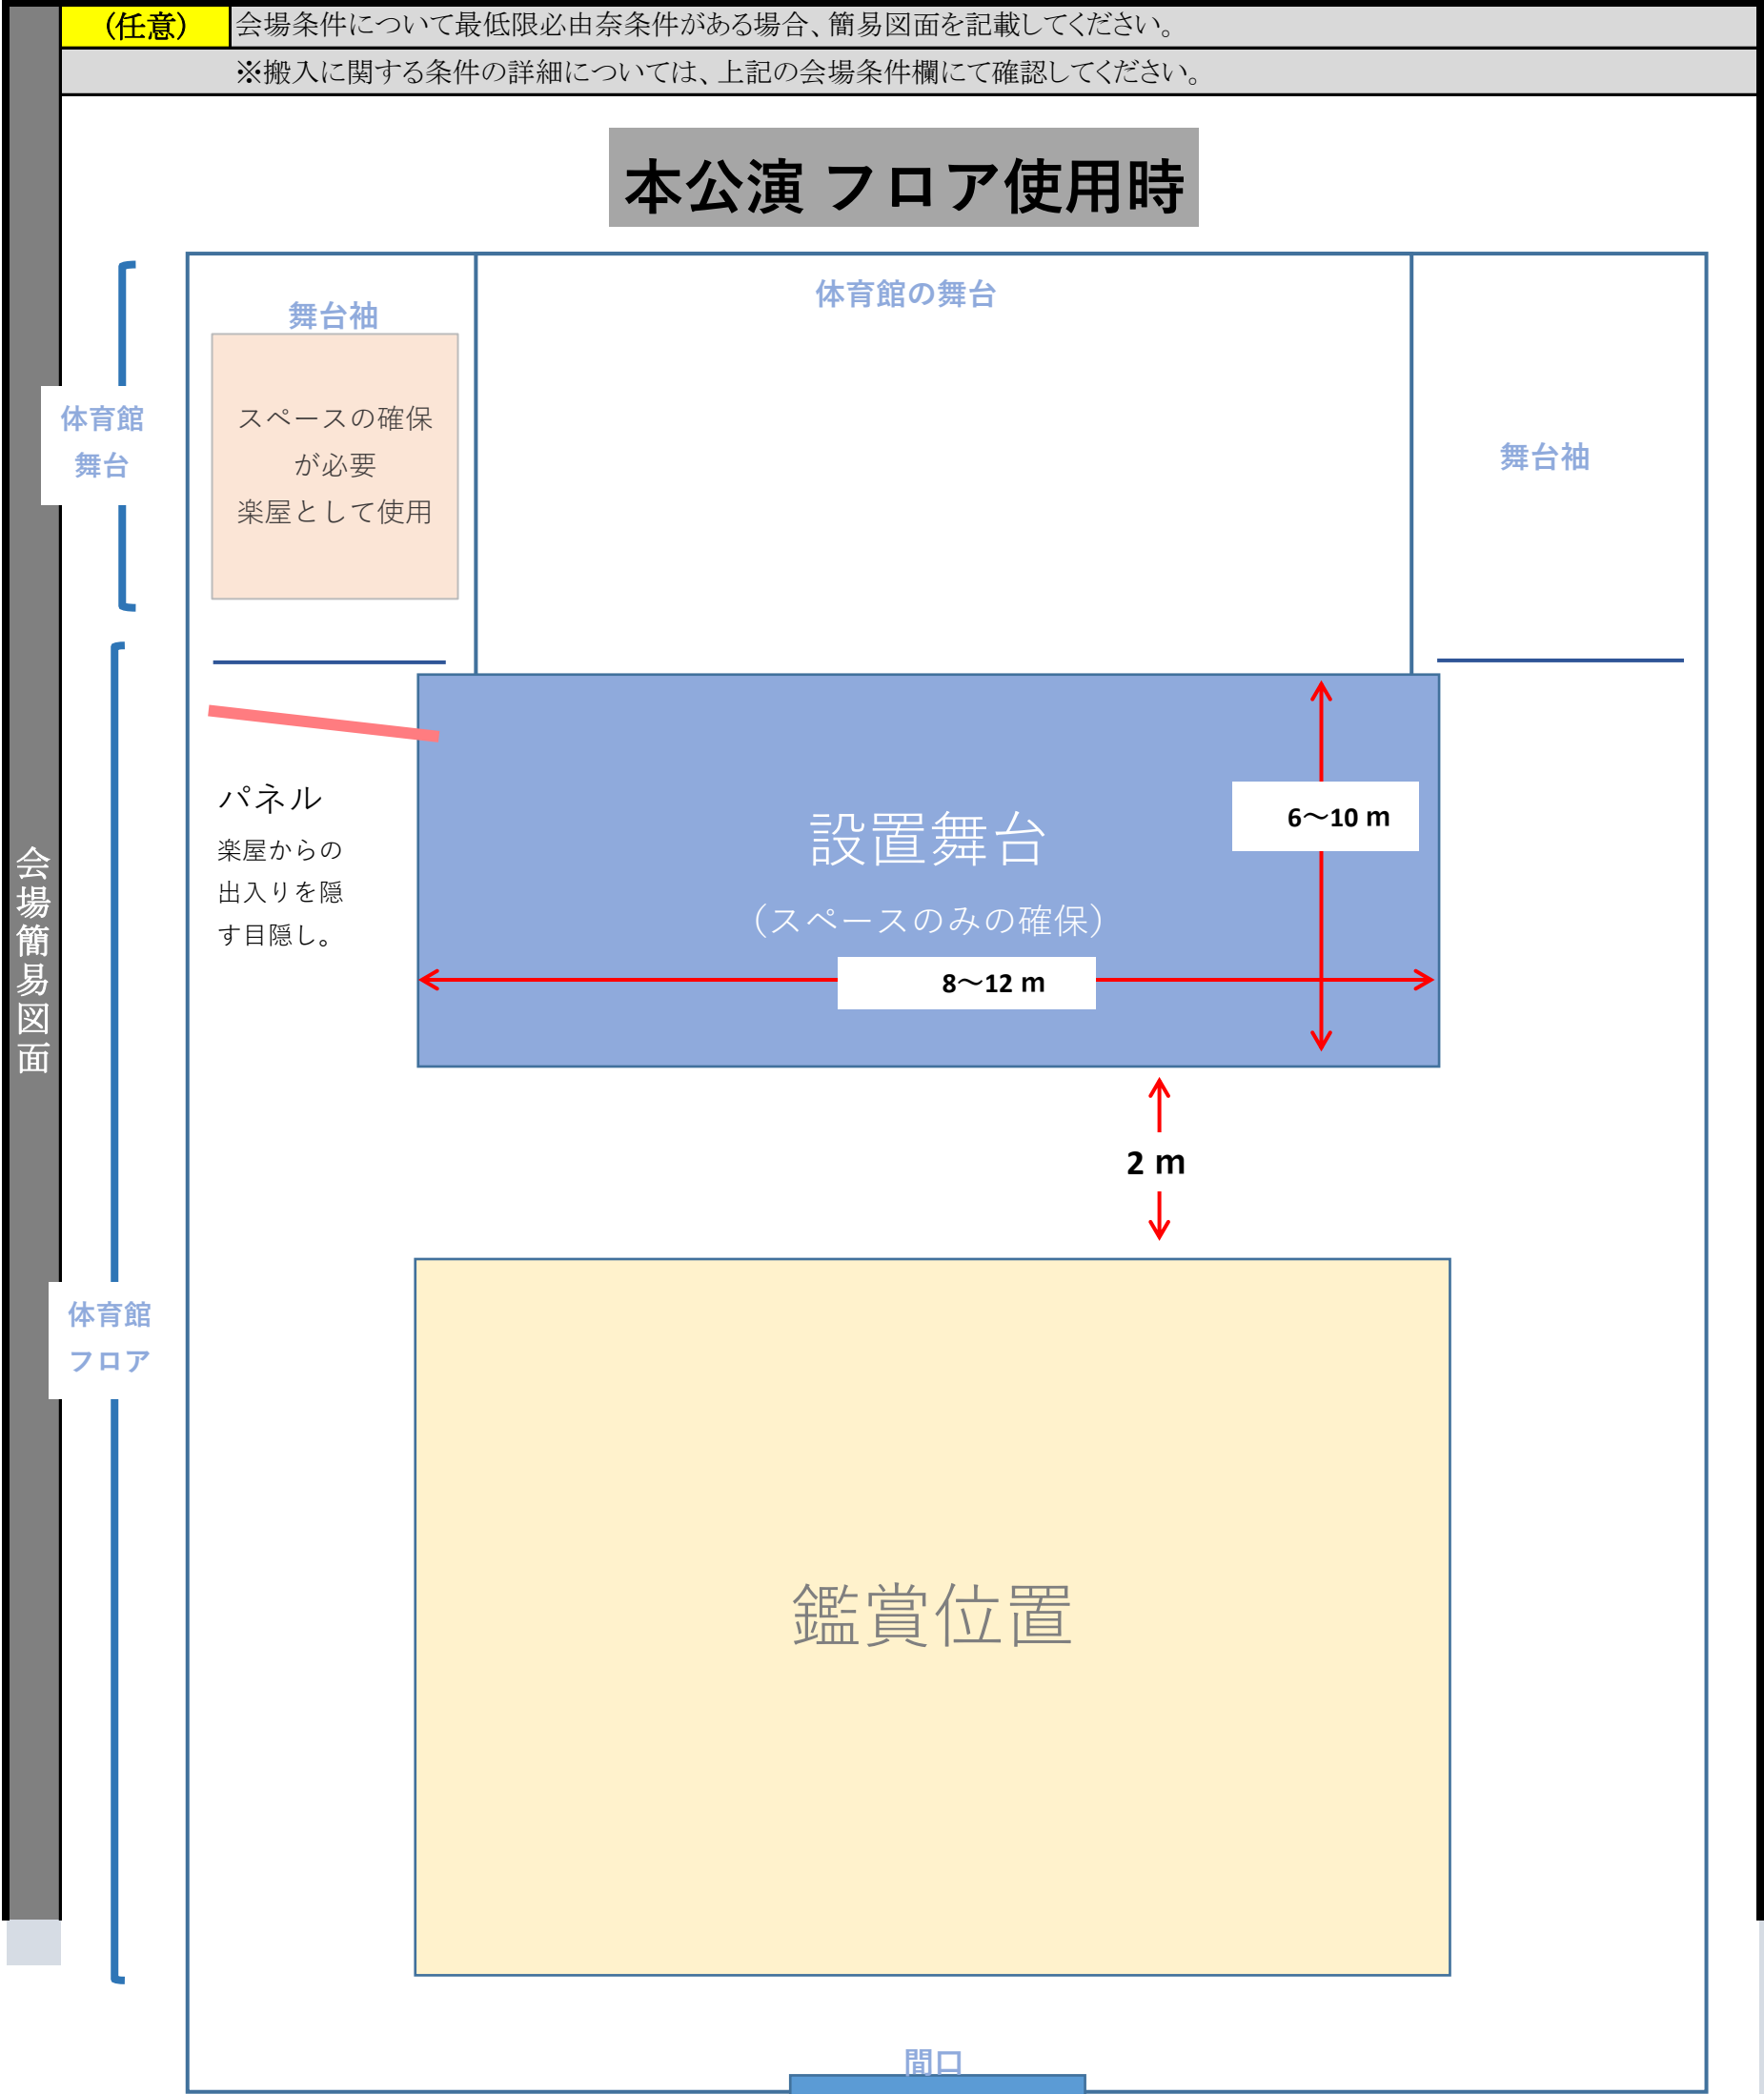 （任意）
会場条件について最低限必由奈条件がある場合、簡易図面を記載してください。
※搬入に関する条件の詳細については、上記の会場条件欄にて確認してください。
本公演 フロア使用時
体育館の舞台
舞台袖
スペースの確保
が必要
楽屋として使用
体育館
舞台
舞台袖
パネル
楽屋からの
出入りを隠
す目隠し。
設置舞台
（スペースのみの確保）
6～10 m
8～12 m
会場簡易図面
2 m
体育館
フロア
鑑賞位置
間口